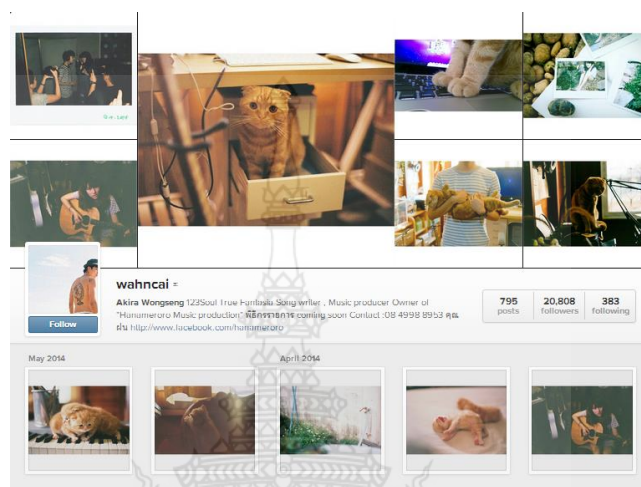 wahncai
Akira Wongseng 123Soul True Fantasia Song writer , Music producer Owner of
"Hanameroro Music production" พิธีกรรายการ coming soon Contact :08 4998 8953 คุณ
ฝน http://www.facebook.com/hanameroro
795 posts
20,808 followers
383 following
Follow
May 2014
April 2014